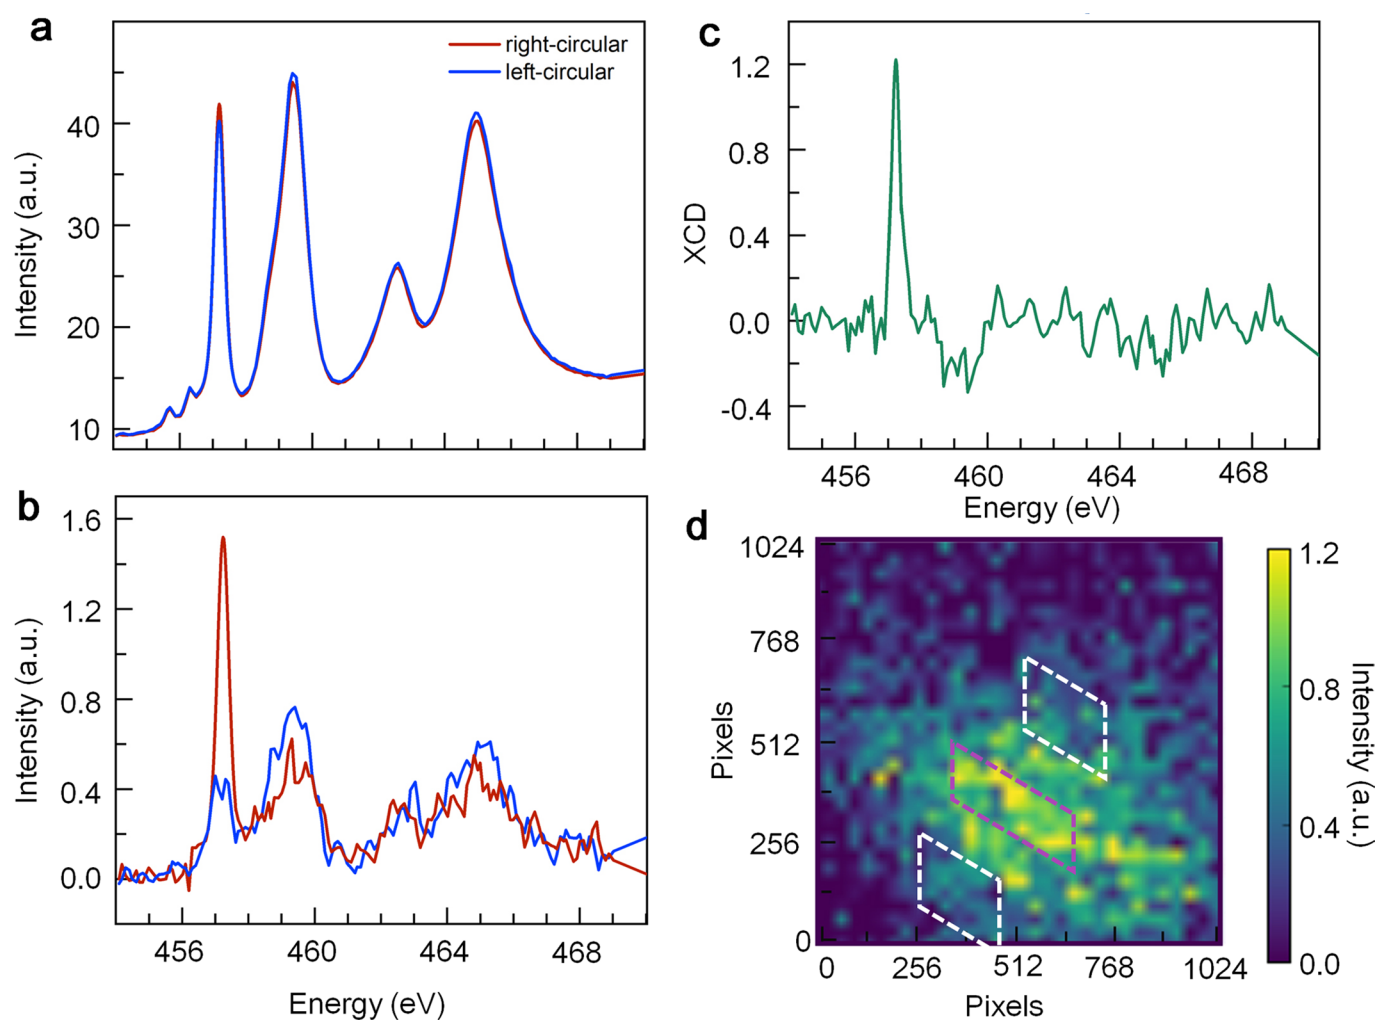 a
right-circular
left-circular
40
30
20
10
Intensity (a.u.)
b
1.6
1.2
0.8
0.4
0.0
Intensity (a.u.)
456
460
464
468
Energy (eV)
c
1.2
0.8
0.4
0.0
-0.4
XCD
456
460
464
468
Energy (eV)
d
1024
768
512
256
0
Pixels
0
256
512
768
1024
Pixels
1.2
0.8
0.4
0.0
Intensity (a.u.)